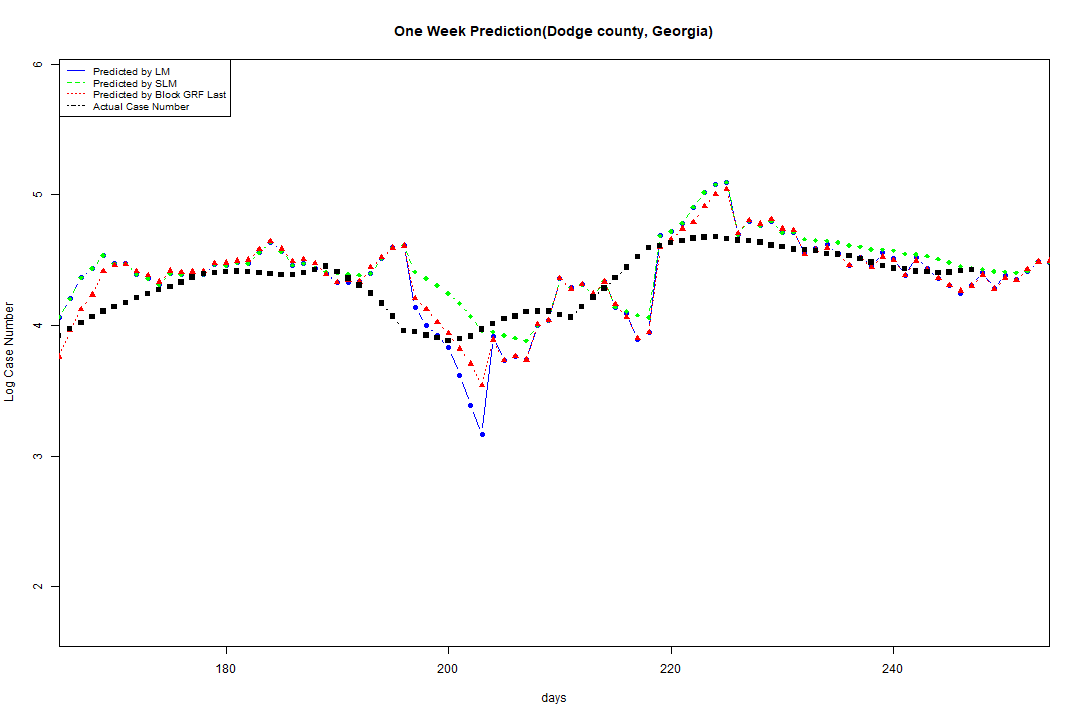 One Week Prediction(Dodge county, Georgia)
Predicted by LM
Predicted by SLM
Predicted by Block GRF Last
Actual Case Number
6
5
4
3
2
Log Case Number
180
200
220
240
days